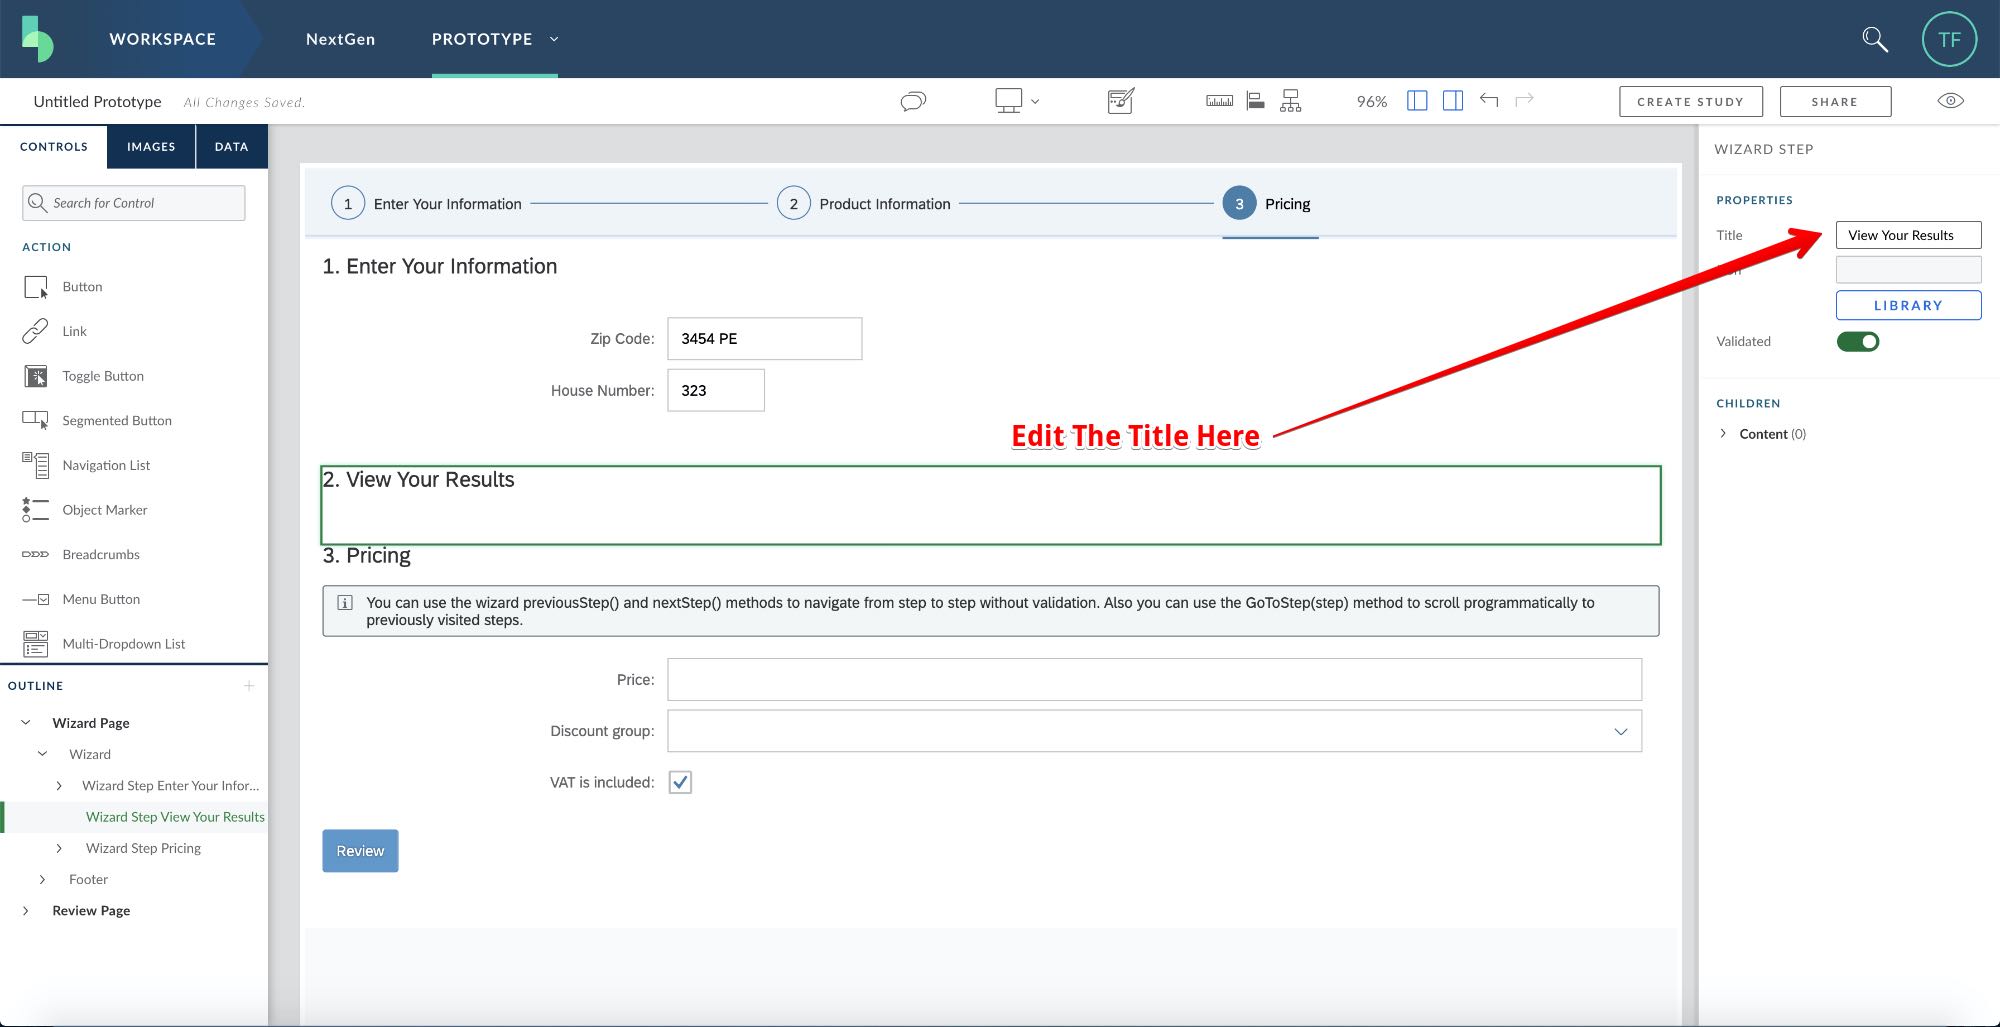 WORKSPACE
NextGen
PROTOTYPE
TF
Untitled Prototype
All Changes Saved.
96%
CREATE STUDY
SHARE
CONTROLS
IMAGES
DATA
Search for Control
ACTION
Button
Link
Toggle Button
Segmented Button
Navigation List
Object Marker
Breadcrumbs
Menu Button
Multi-Dropdown List
OUTLINE
Wizard Page
Wizard
Wizard Step Enter Your Infor...
Wizard Step View Your Results
Wizard Step Pricing
Footer
Review Page
1 Enter Your Information
2 Product Information
3 Pricing
1. Enter Your Information
Zip Code: 3454 PE
House Number: 323
Edit The Title Here
2. View Your Results
3. Pricing
You can use the wizard previousStep() and nextStep() methods to navigate from step to step without validation. Also you can use the GoToStep(step) method to scroll programmatically to
previously visited steps.
Price:
Discount group:
VAT is included:
Review
WIZARD STEP
PROPERTIES
Title View Your Results
LIBRARY
Validated
CHILDREN
Content (0)